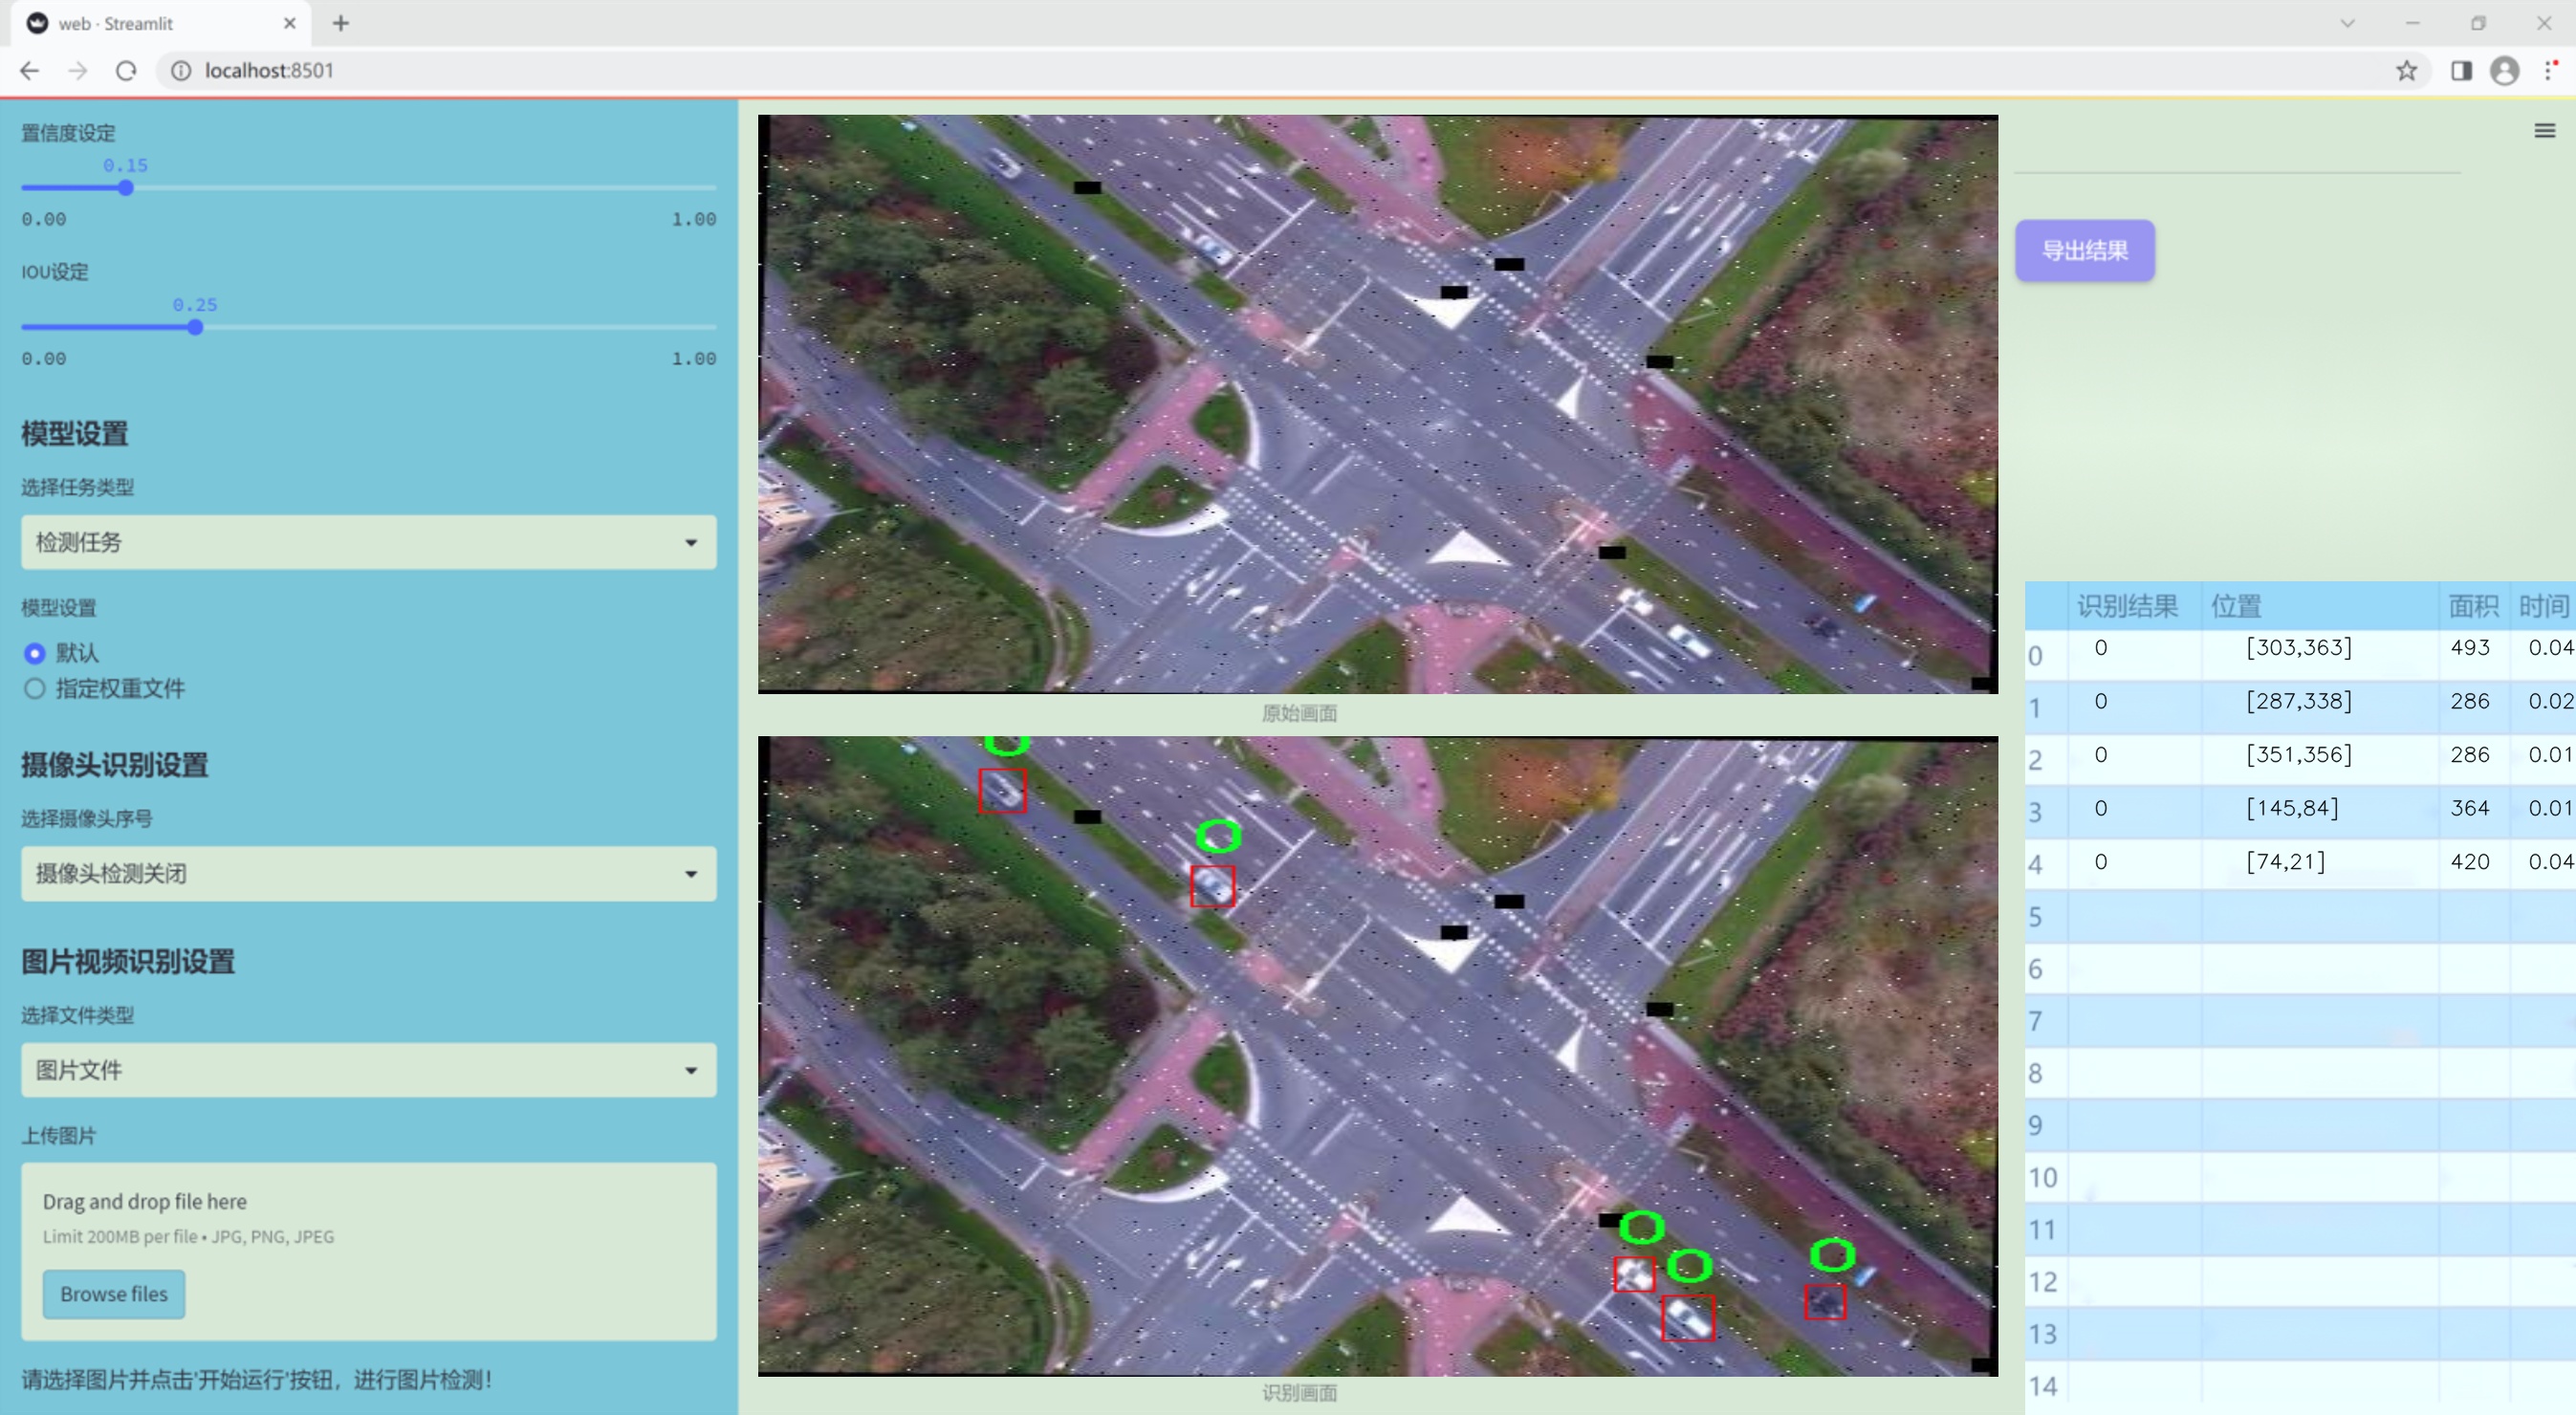 web · Streamlit
localhost:8501
置信度设定
0.15
0.00 1.00
IOU设定
0.25
0.00 1.00
模型设置
选择任务类型
检测任务
模型设置
默认
指定权重文件
摄像头识别设置
选择摄像头序号
摄像头检测关闭
图片视频识别设置
选择文件类型
图片文件
上传图片
Drag and drop file here
Limit 200MB per file • JPG, PNG, JPEG
Browse files
请选择图片并点击'开始运行'按钮，进行图片检测！
原始画面
识别画面
导出结果
识别结果 位置 面积 时间
0 0 [303,363] 493 0.04
1 0 [287,338] 286 0.02
2 0 [351,356] 286 0.01
3 0 [145,84] 364 0.01
4 0 [74,21] 420 0.04
5
6
7
8
9
10
11
12
13
14